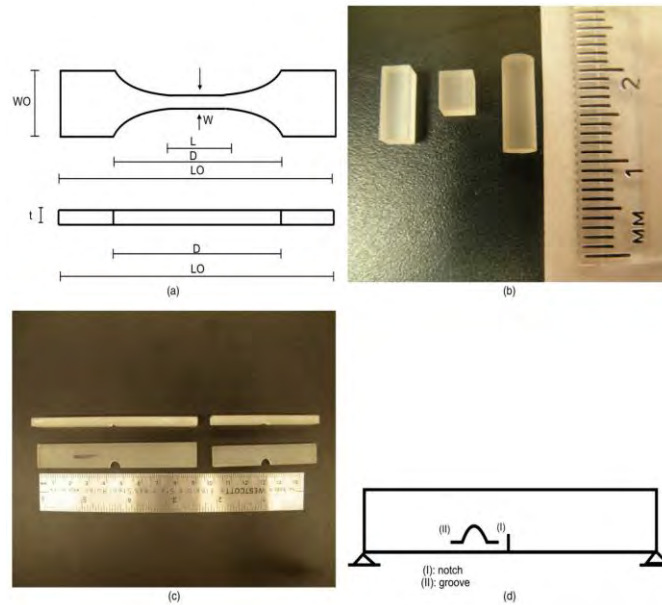 WO
W
L
D
LO
t
D
LO
(a)
2
1
MM
(b)
WESTCOTT
(c)
(II)
(I)
(I): notch
(II): groove
(d)